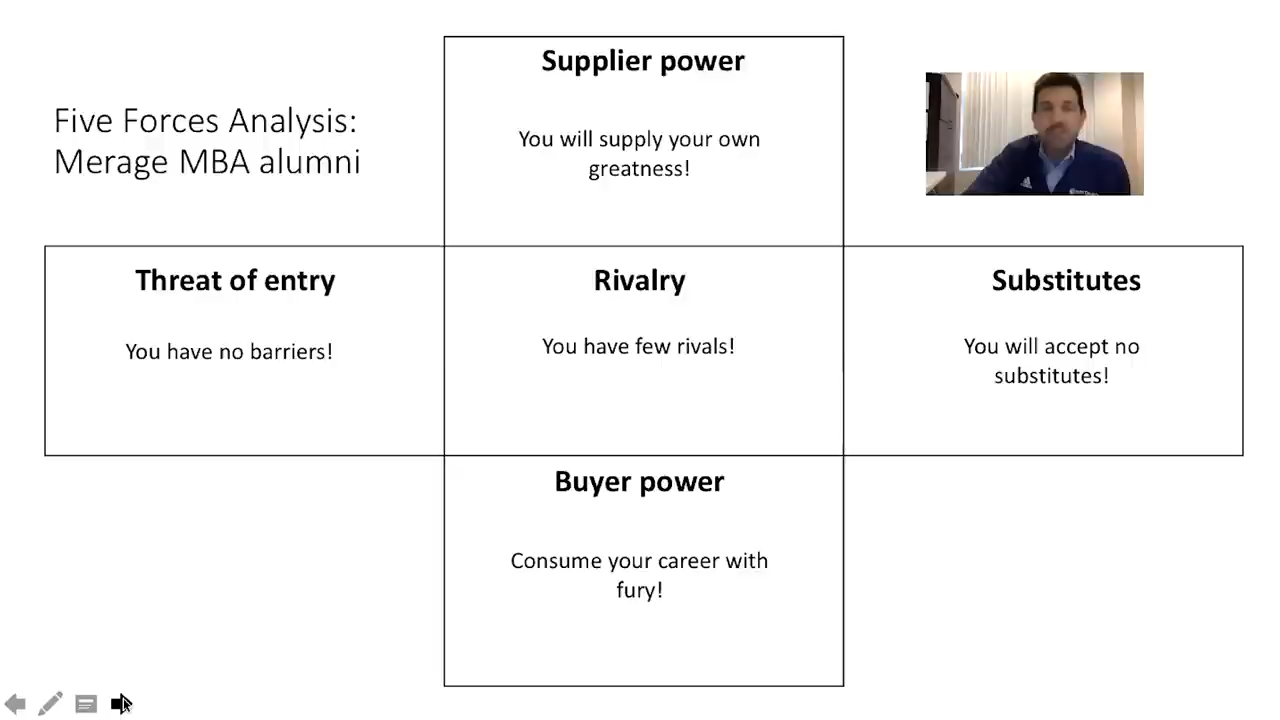 Five Forces Analysis:
Merage MBA alumni
Supplier power
You will supply your own
greatness!
Threat of entry
You have no barriers!
Rivalry
You have few rivals!
Substitutes
You will accept no
substitutes!
Buyer power
Consume your career with
fury!